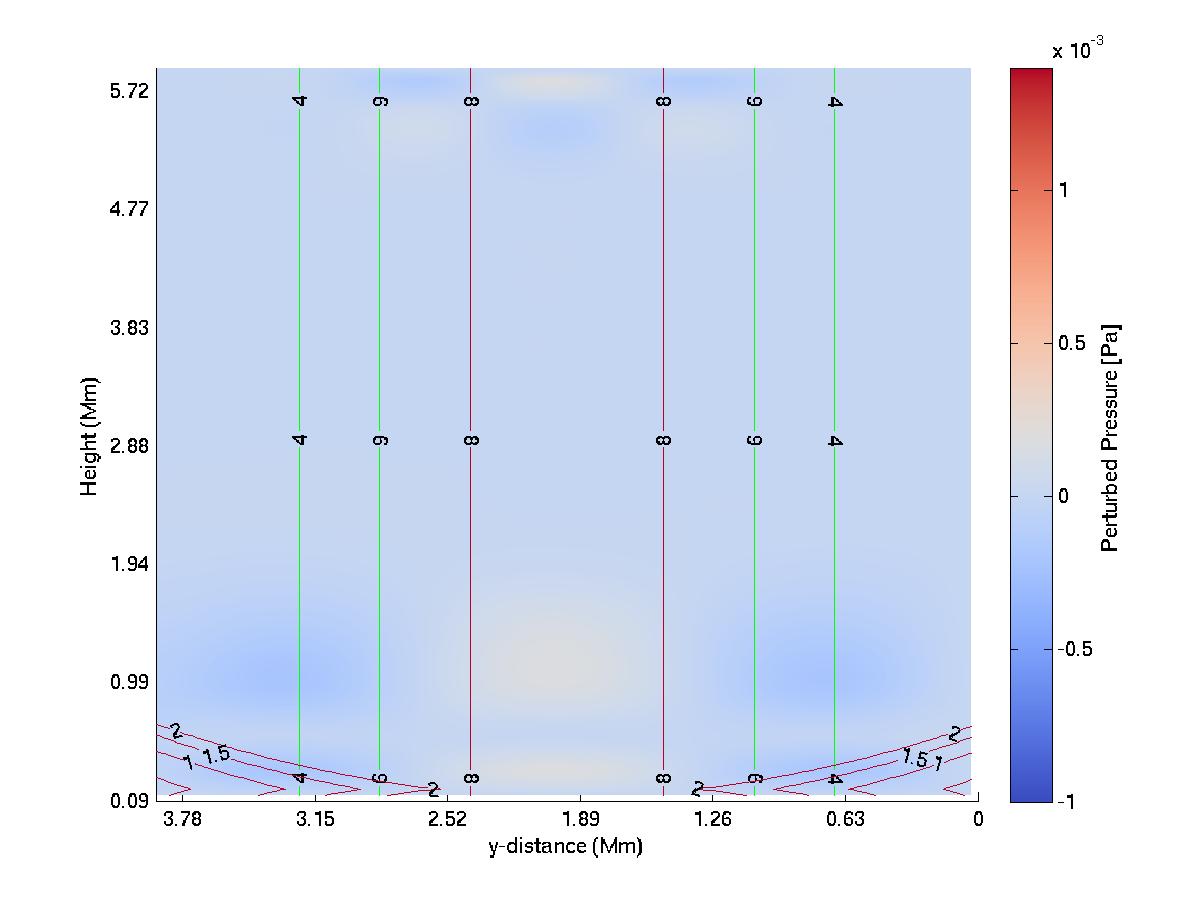 x 10-3
5.72
4 6 8 8 6 4
4.77
1
3.83
0.5
Perturbed Pressure [Pa]
Height (Mm)
2.88
4 6 8 8 6 4
0
1.94
0.99
-0.5
2 2
1 1.5 1.5 1
4 6 8 8 6 4
2 2
0.09
-1
3.78 3.15 2.52 1.89 1.26 0.63 0
y-distance (Mm)